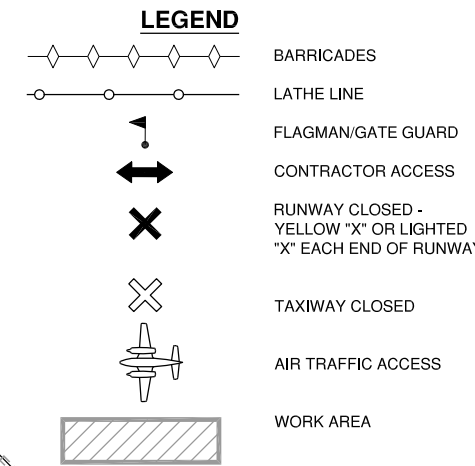 LEGEND
BARRICADES
LATHE LINE
FLAGMAN/GATE GUARD
CONTRACTOR ACCESS
RUNWAY CLOSED -
YELLOW "X" OR LIGHTED
"X" EACH END OF RUNWAY
TAXIWAY CLOSED
AIR TRAFFIC ACCESS
WORK AREA